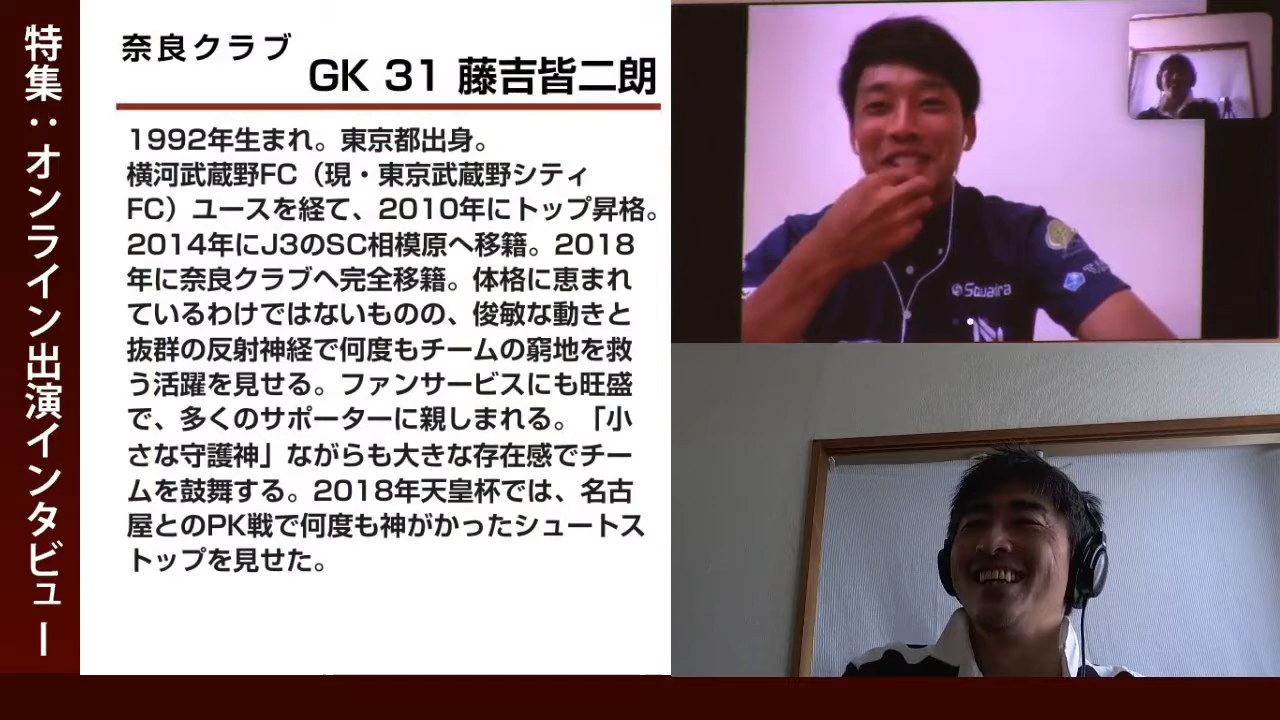 特集：オンライン出演インタビュー
奈良クラブ
GK 31 藤吉皆二朗
1992年生まれ。東京都出身。
横河武蔵野FC（現・東京武蔵野シティ
FC）ユースを経て、2010年にトップ昇格。
2014年にJ3のSC相模原へ移籍。2018
年に奈良クラブへ完全移籍。体格に恵まれ
ているわけではないものの、俊敏な動きと
抜群の反射神経で何度もチームの窮地を救
う活躍を見せる。ファンサービスにも旺盛
で、多くのサポーターに親しまれる。「小
さな守護神」ながらも大きな存在感でチー
ムを鼓舞する。2018年天皇杯では、名古
屋とのPK戦で何度も神がかったシュートス
トップを見せた。
Squadra